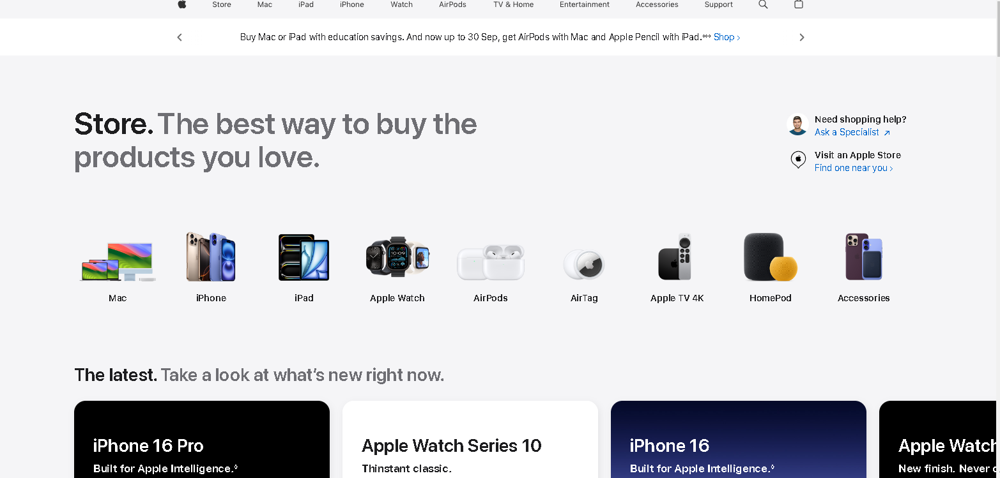 Store Mac iPad iPhone Watch AirPods TV & Home Entertainment Accessories Support
Buy Mac or iPad with education savings. And now up to 30 Sep, get AirPods with Mac and Apple Pencil with iPad.◊◊◊ Shop >
Store. The best way to buy the
products you love.
Need shopping help?
Ask a Specialist ↗
Visit an Apple Store
Find one near you >
10:09
Mac iPhone iPad Apple Watch AirPods AirTag Apple TV 4K HomePod Accessories
The latest. Take a look at what’s new right now.
iPhone 16 Pro
Built for Apple Intelligence.◊
Apple Watch Series 10
Thinstant classic.
iPhone 16
Built for Apple Intelligence.◊
Apple Watch
New finish. Never